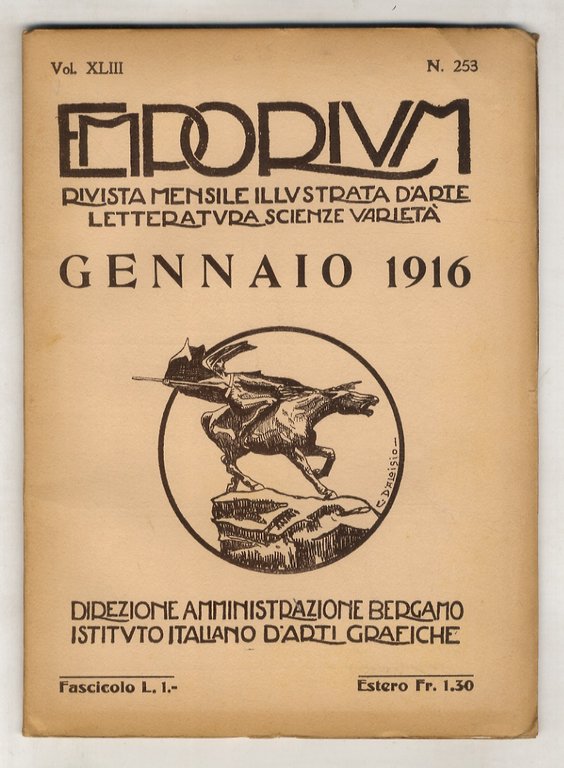 Vol. XLIII N. 253
EMPORIVM
RIVISTA MENSILE ILLVSTRATA D'ARTE
LETTERATVRA SCIENZE VARIETÀ
GENNAIO 1916
C. D'ALOISIO
DIREZIONE AMMINISTRAZIONE BERGAMO
ISTITVTO ITALIANO D'ARTI GRAFICHE
Fascicolo L. 1.- Estero Fr. 1.30